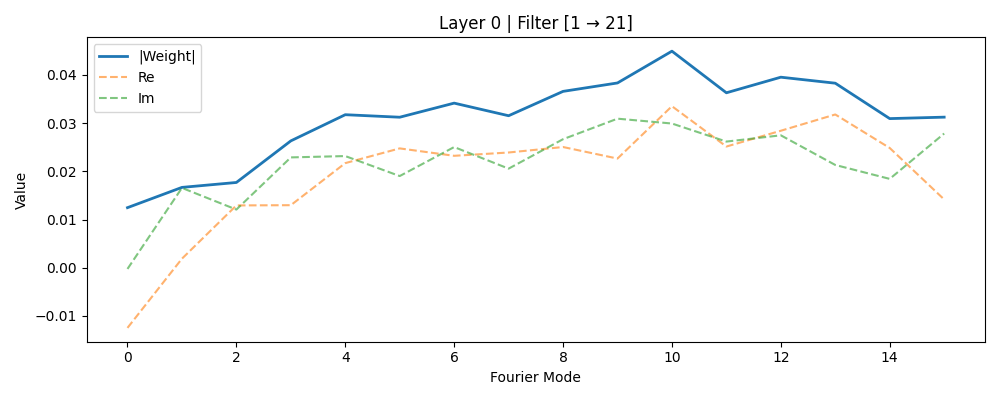 Layer 0 | Filter [1 → 21]
|Weight|
Re
Im
Value
0.04
0.03
0.02
0.01
0.00
−0.01
0 2 4 6 8 10 12 14
Fourier Mode